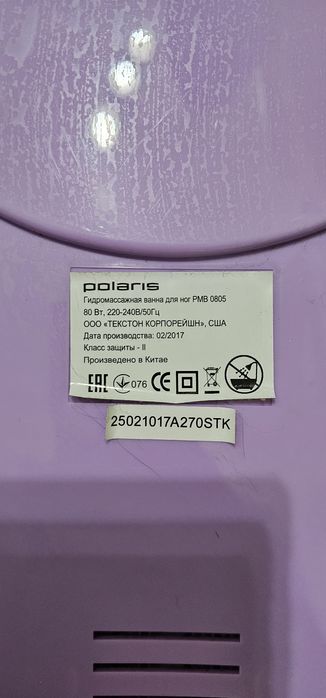 polaris
Гидромассажная ванна для ног PMB 0805
80 Вт, 220-240В/50Гц
ООО «ТЕКСТОН КОРПОРЕЙШН», США
Дата производства: 02/2017
Класс защиты - II
Произведено в Китае
EAC 076 CE
25021017A270STK